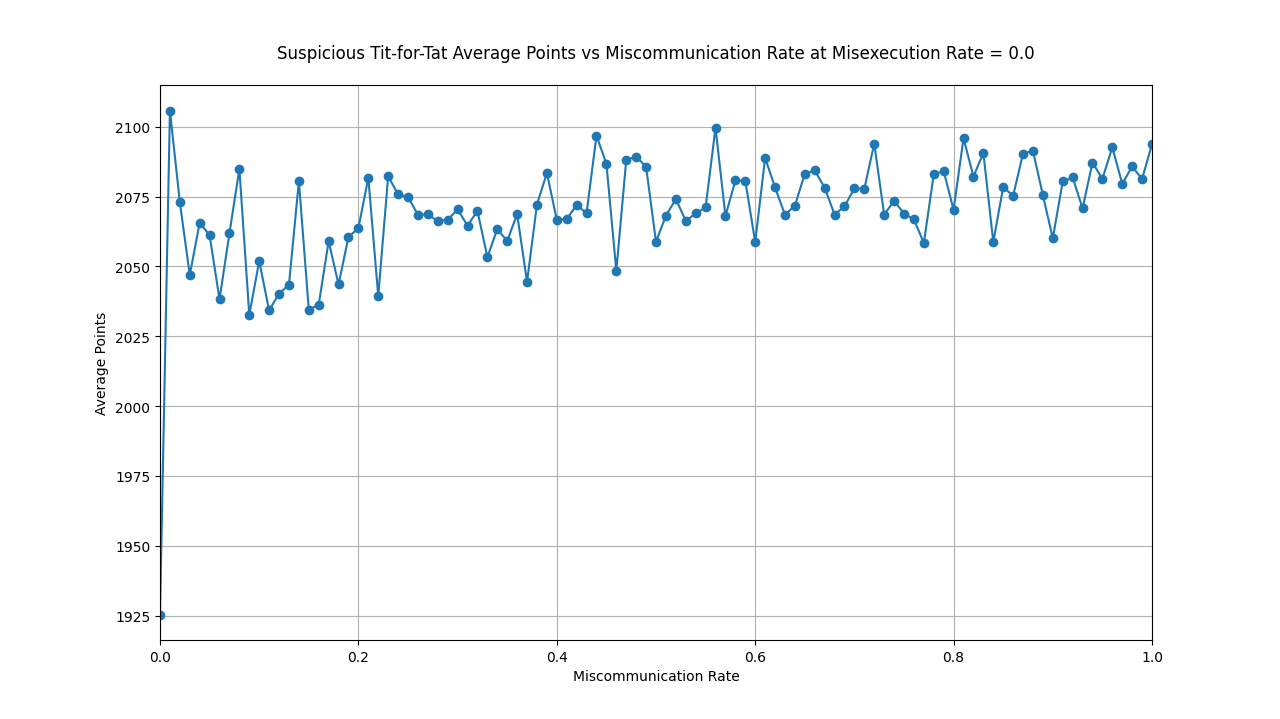 Suspicious Tit-for-Tat Average Points vs Miscommunication Rate at Misexecution Rate = 0.0
Average Points
2100
2075
2050
2025
2000
1975
1950
1925
0.0 0.2 0.4 0.6 0.8 1.0
Miscommunication Rate